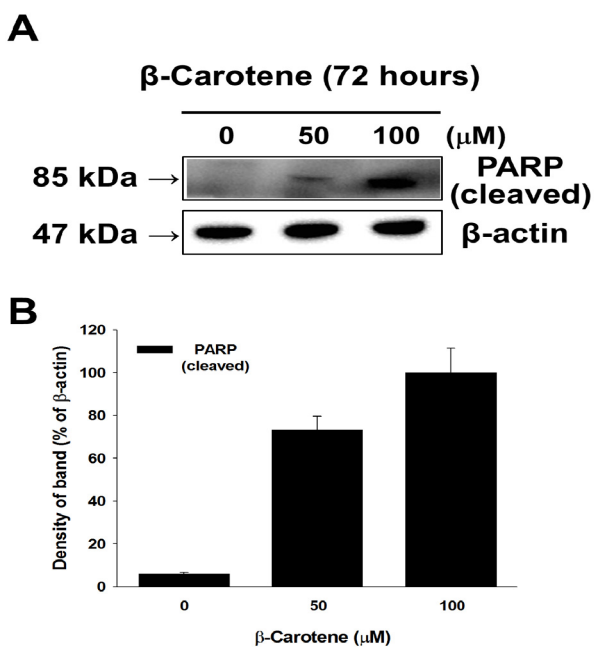 A
β-Carotene (72 hours)
0 50 100 (μM)
85 kDa → PARP
(cleaved)
47 kDa → β-actin
B
120
100
80
60
40
20
0
Density of band (% of β-actin)
PARP
(cleaved)
0 50 100
β-Carotene (μM)